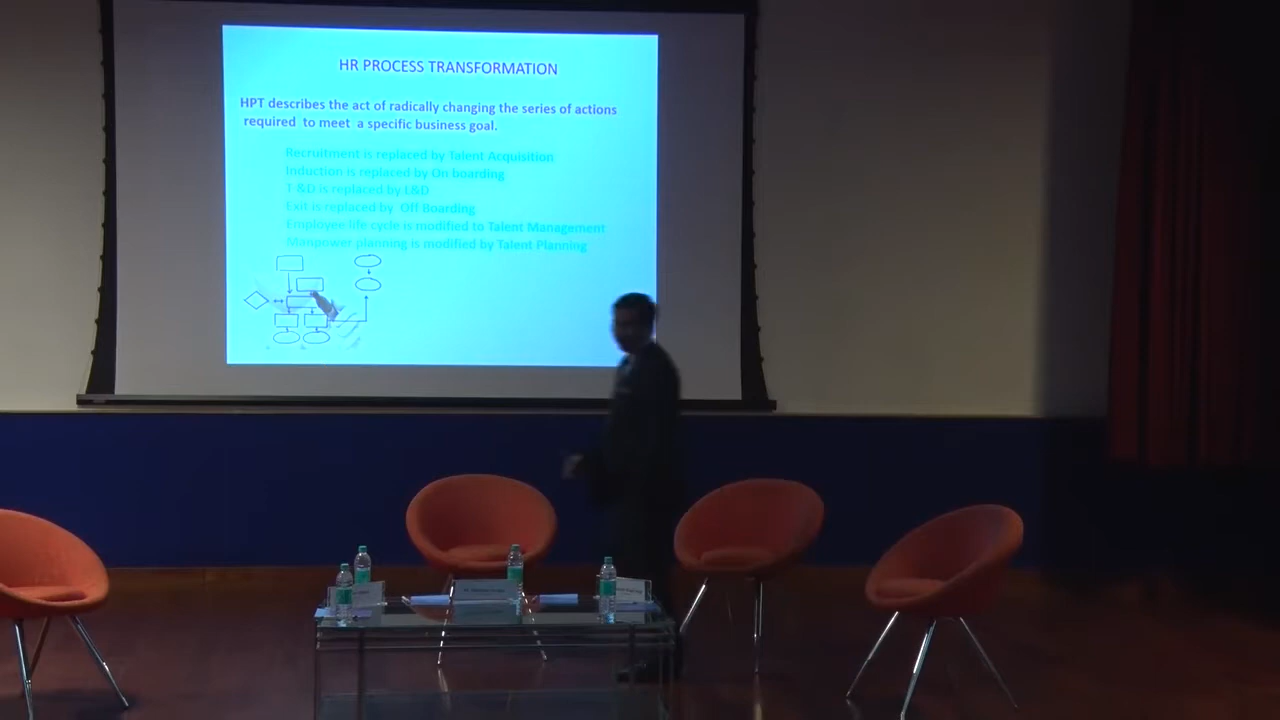 HR PROCESS TRANSFORMATION
HPT describes the act of radically changing the series of actions
required to meet a specific business goal.
Recruitment is replaced by Talent Acquisition
Induction is replaced by On boarding
T &D is replaced by L&D
Exit is replaced by Off Boarding
Employee life cycle is modified to Talent Management
Manpower planning is modified by Talent Planning